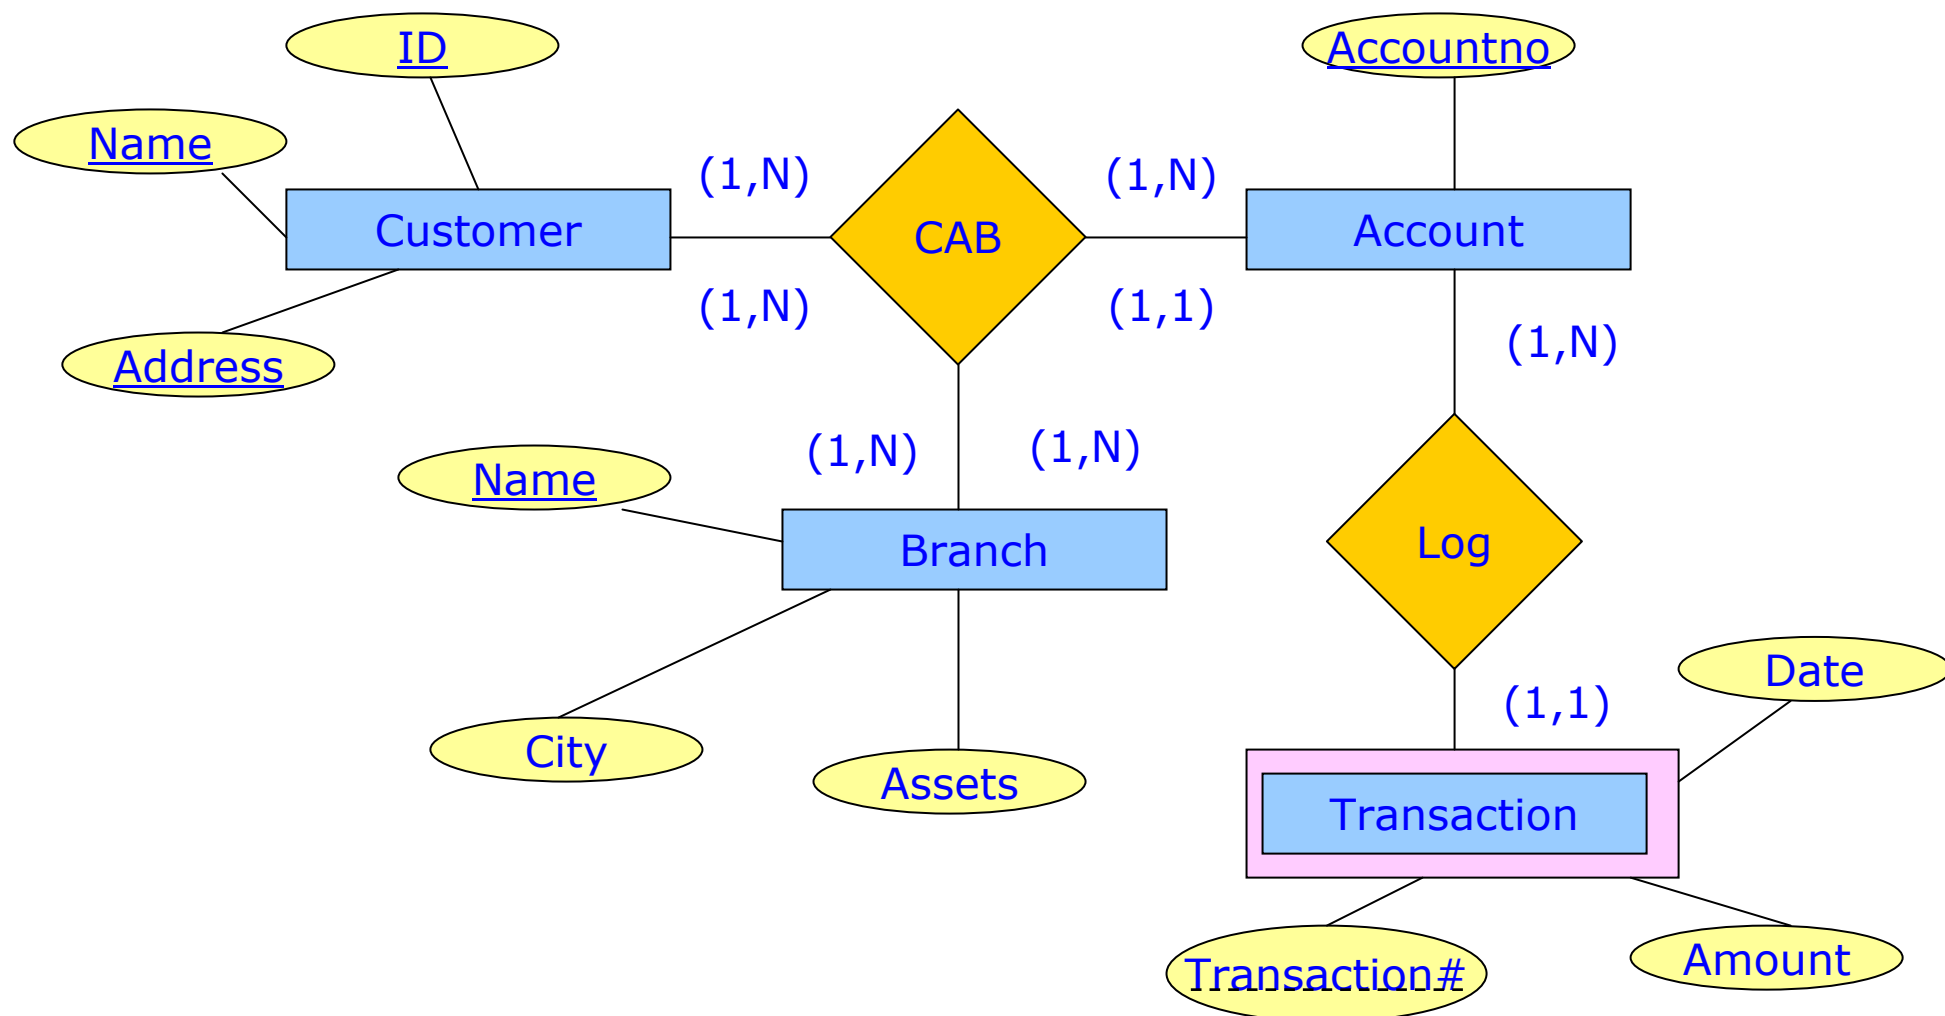 ID
Accountno
Name
(1,N)
(1,N)
Customer
CAB
Account
(1,N)
(1,1)
(1,N)
Address
(1,N)
(1,N)
Name
Branch
Log
Date
(1,1)
City
Assets
Transaction
Transaction#
Amount